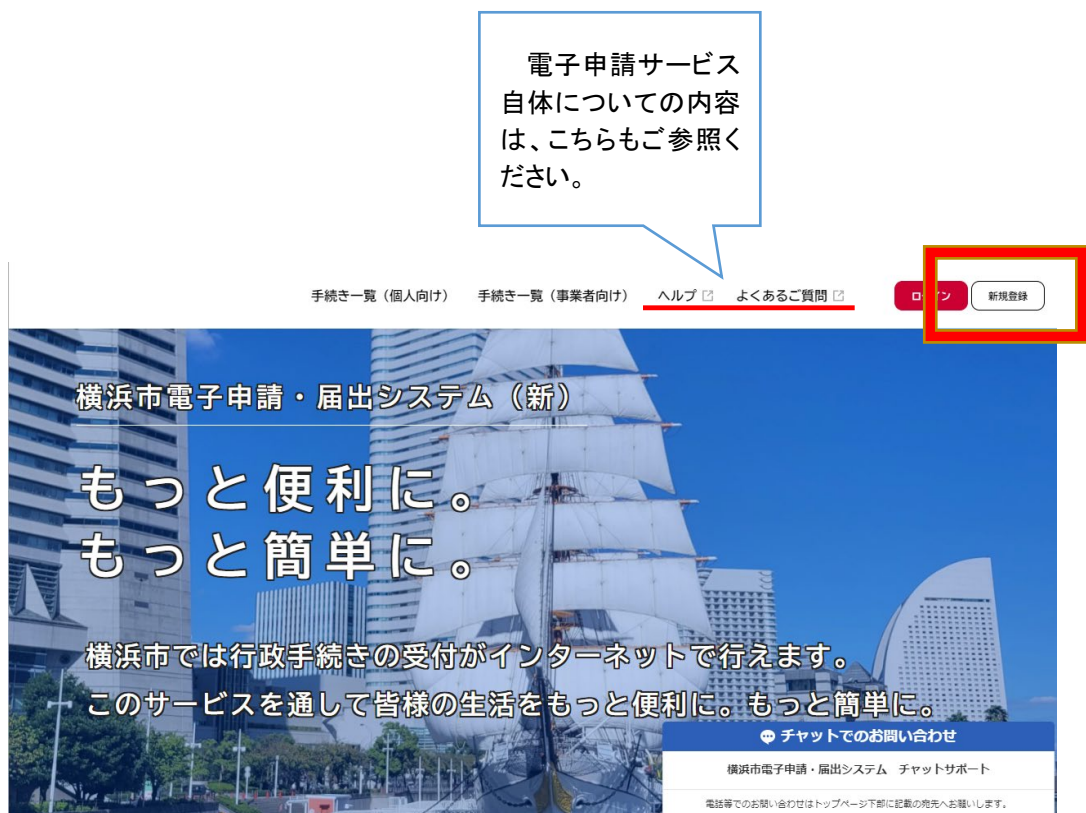 電子申請サービス
自体についての内容
は、こちらもご参照く
ださい。
手続き一覧（個人向け） 手続き一覧（事業者向け） ヘルプ よくあるご質問 ログイン 新規登録
横浜市電子申請・届出システム（新）
もっと便利に。
もっと簡単に。
横浜市では行政手続きの受付がインターネットで行えます。
このサービスを通して皆様の生活をもっと便利に。もっと簡単に。
チャットでのお問い合わせ
横浜市電子申請・届出システム　チャットサポート
電話等でのお問い合わせはトップページ下部に記載の宛先へお願いします。